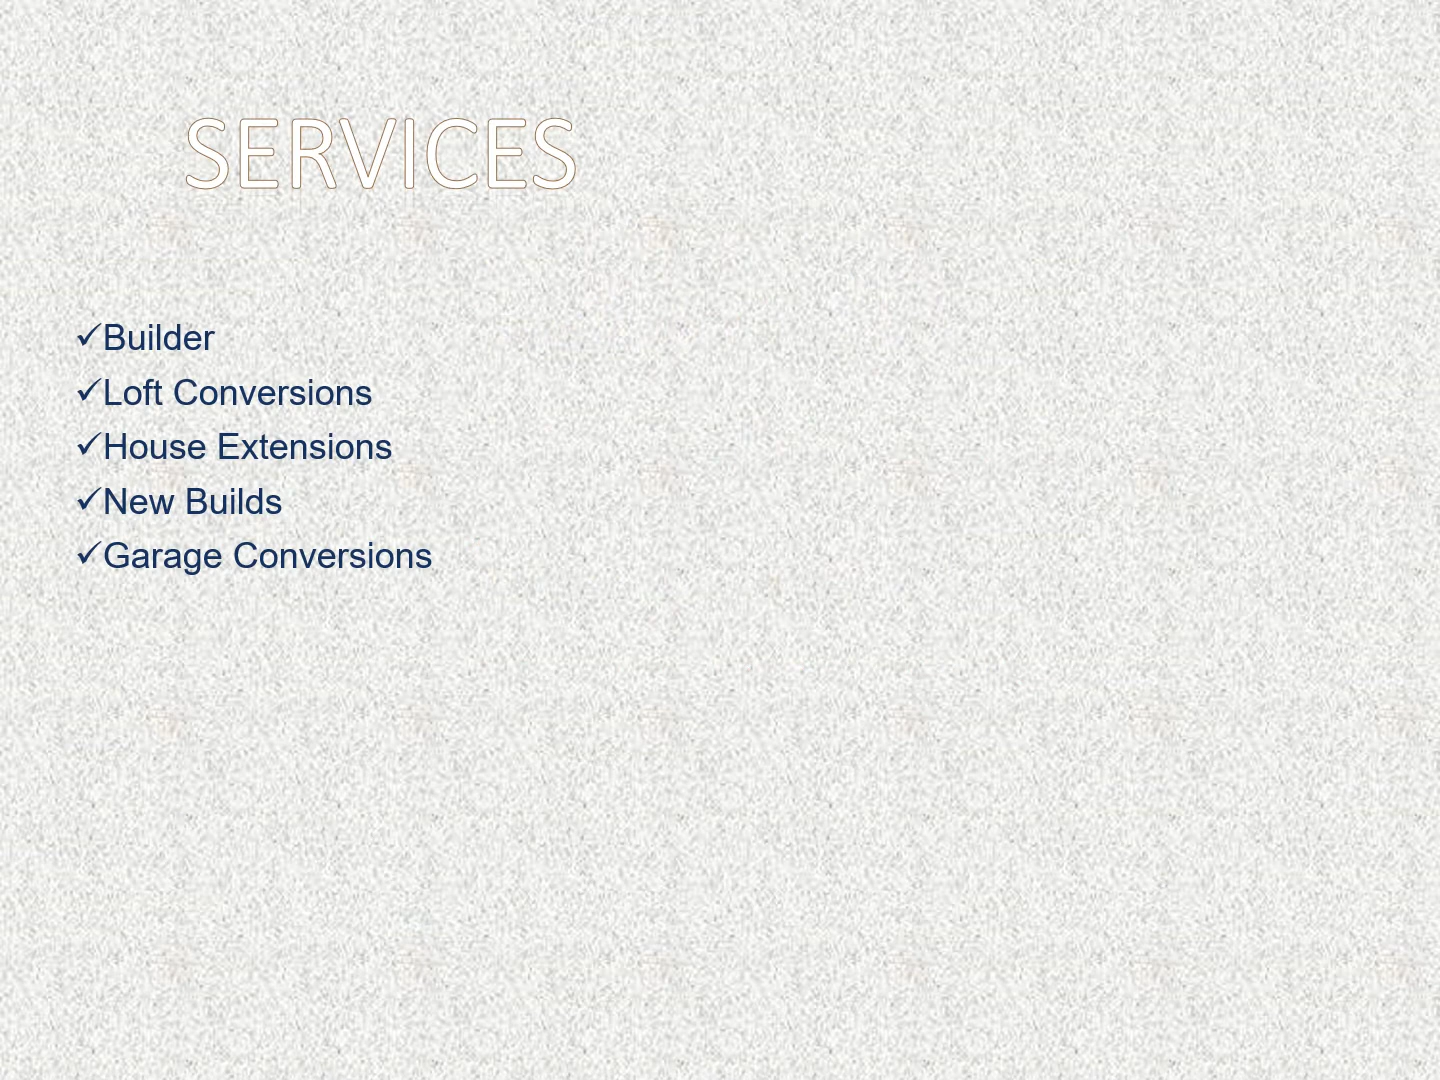 SERVICES
✓Builder
✓Loft Conversions
✓House Extensions
✓New Builds
✓Garage Conversions